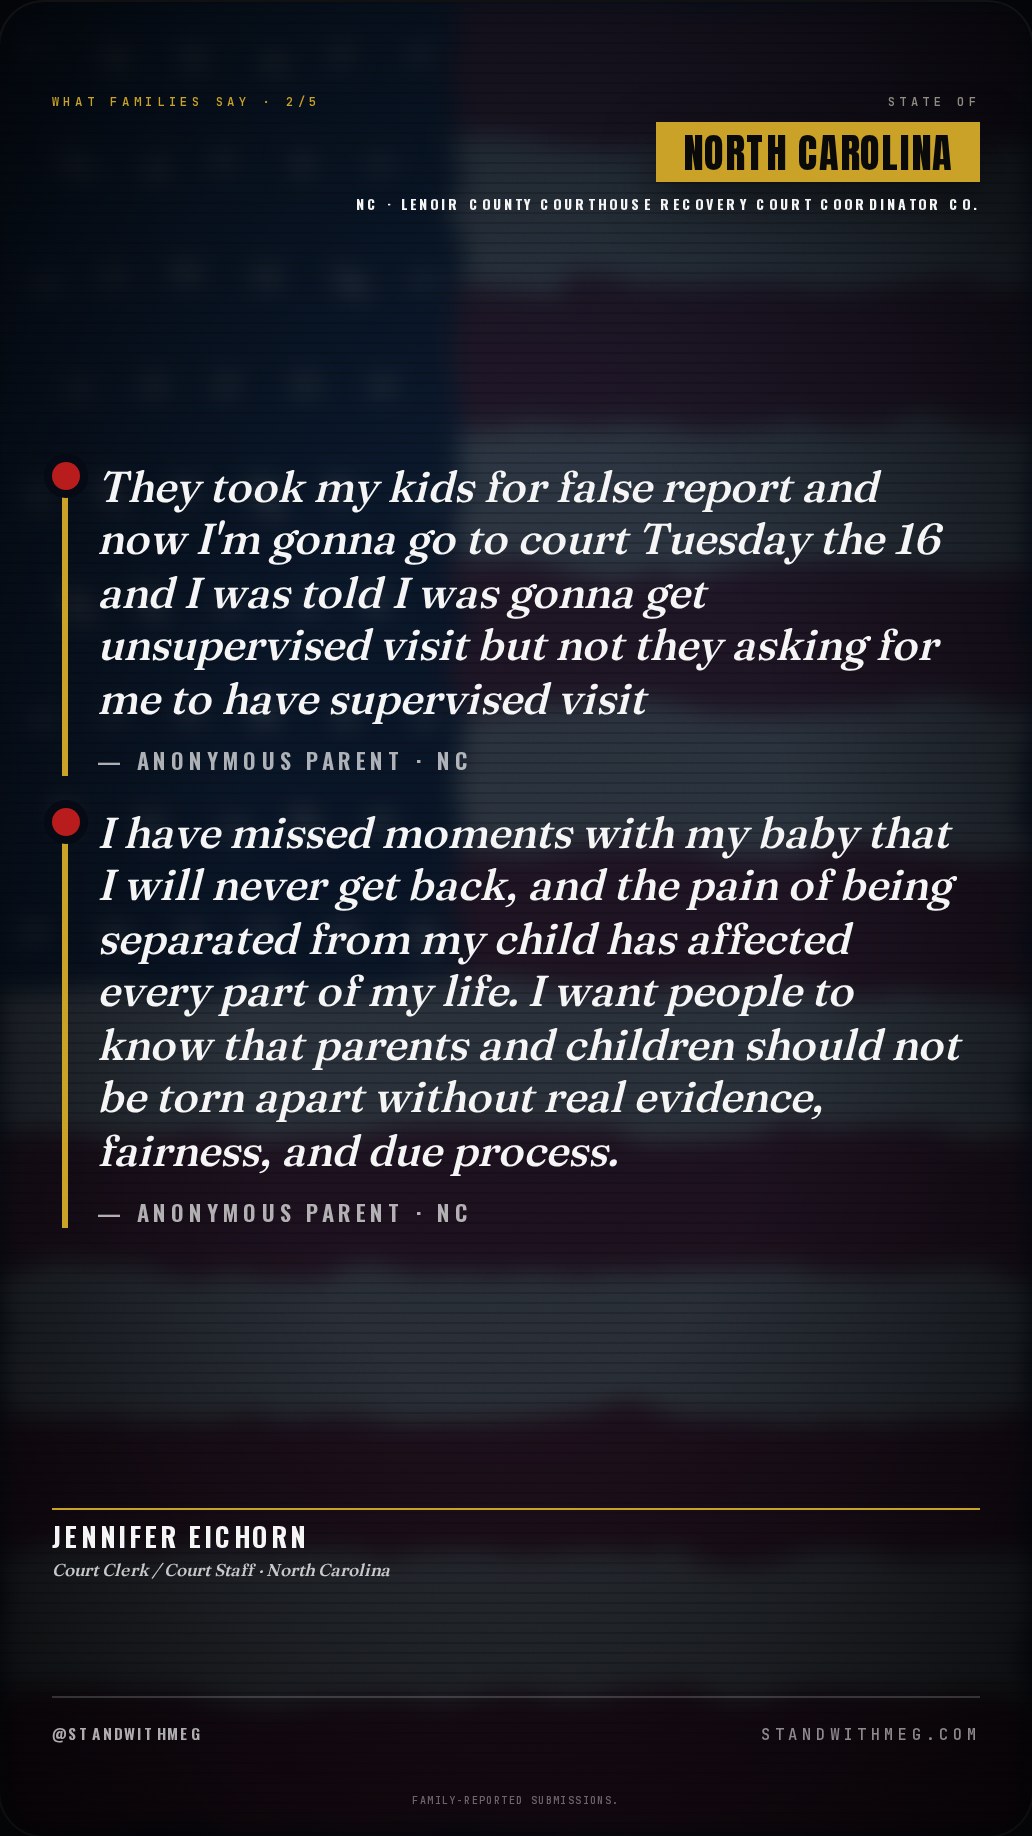 WHAT FAMILIES SAY · 2/5
STATE OF
NORTH CAROLINA
NC · LENOIR COUNTY COURTHOUSE RECOVERY COURT COORDINATOR CO.
They took my kids for false report and
now I'm gonna go to court Tuesday the 16
and I was told I was gonna get
unsupervised visit but not they asking for
me to have supervised visit
— ANONYMOUS PARENT · NC
I have missed moments with my baby that
I will never get back, and the pain of being
separated from my child has affected
every part of my life. I want people to
know that parents and children should not
be torn apart without real evidence,
fairness, and due process.
— ANONYMOUS PARENT · NC
JENNIFER EICHORN
Court Clerk / Court Staff · North Carolina
@STANDWITHMEG
STANDWITHMEG.COM
FAMILY-REPORTED SUBMISSIONS.